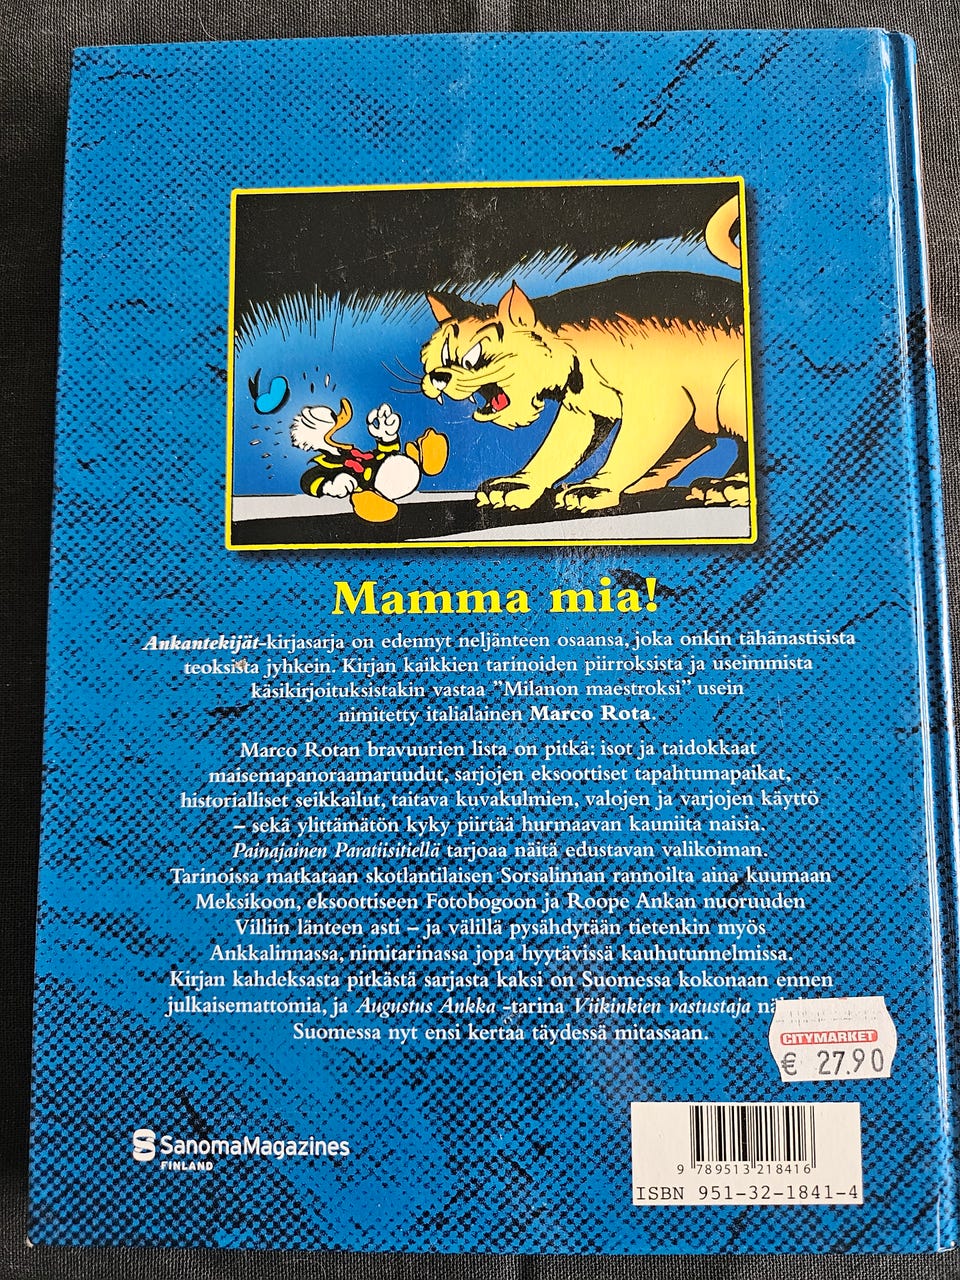 Mamma mia!
Ankantekijät-kirjasarja on edennyt neljänteen osaansa, joka onkin tähänastisista
teoksista jyhkein. Kirjan kaikkien tarinoiden piirroksista ja useimmista
käsikirjoituksistakin vastaa ”Milanon maestroksi” usein
nimitetty italialainen Marco Rota.
Marco Rotan bravuurien lista on pitkä: isot ja taidokkaat
maisemapanoraamaruudut, sarjojen eksoottiset tapahtumapaikat,
historialliset seikkailut, taitava kuvakulmien, valojen ja varjojen käyttö
– sekä ylittämätön kyky piirtää hurmaavan kauniita naisia.
Painajainen Paratiisitiellä tarjoaa näitä edustavan valikoiman.
Tarinoissa matkataan skotlantilaisen Sorsalinnan rannoilta aina kuumaan
Meksikoon, eksoottiseen Fotobogoon ja Roope Ankan nuoruuden
Villiin länteen asti – ja välillä pysähdytään tietenkin myös
Ankkalinnassa, nimitarinassa jopa hyytävissä kauhutunnelmissa.
Kirjan kahdeksasta pitkästä sarjasta kaksi on Suomessa kokonaan ennen
julkaisemattomia, ja Augustus Ankka -tarina Viikinkien vastustaja
Suomessa nyt ensi kertaa täydessä mitassaan.
CITYMARKET
€ 27.90
SanomaMagazines
FINLAND
9 789513 218416
ISBN 951-32-1841-4